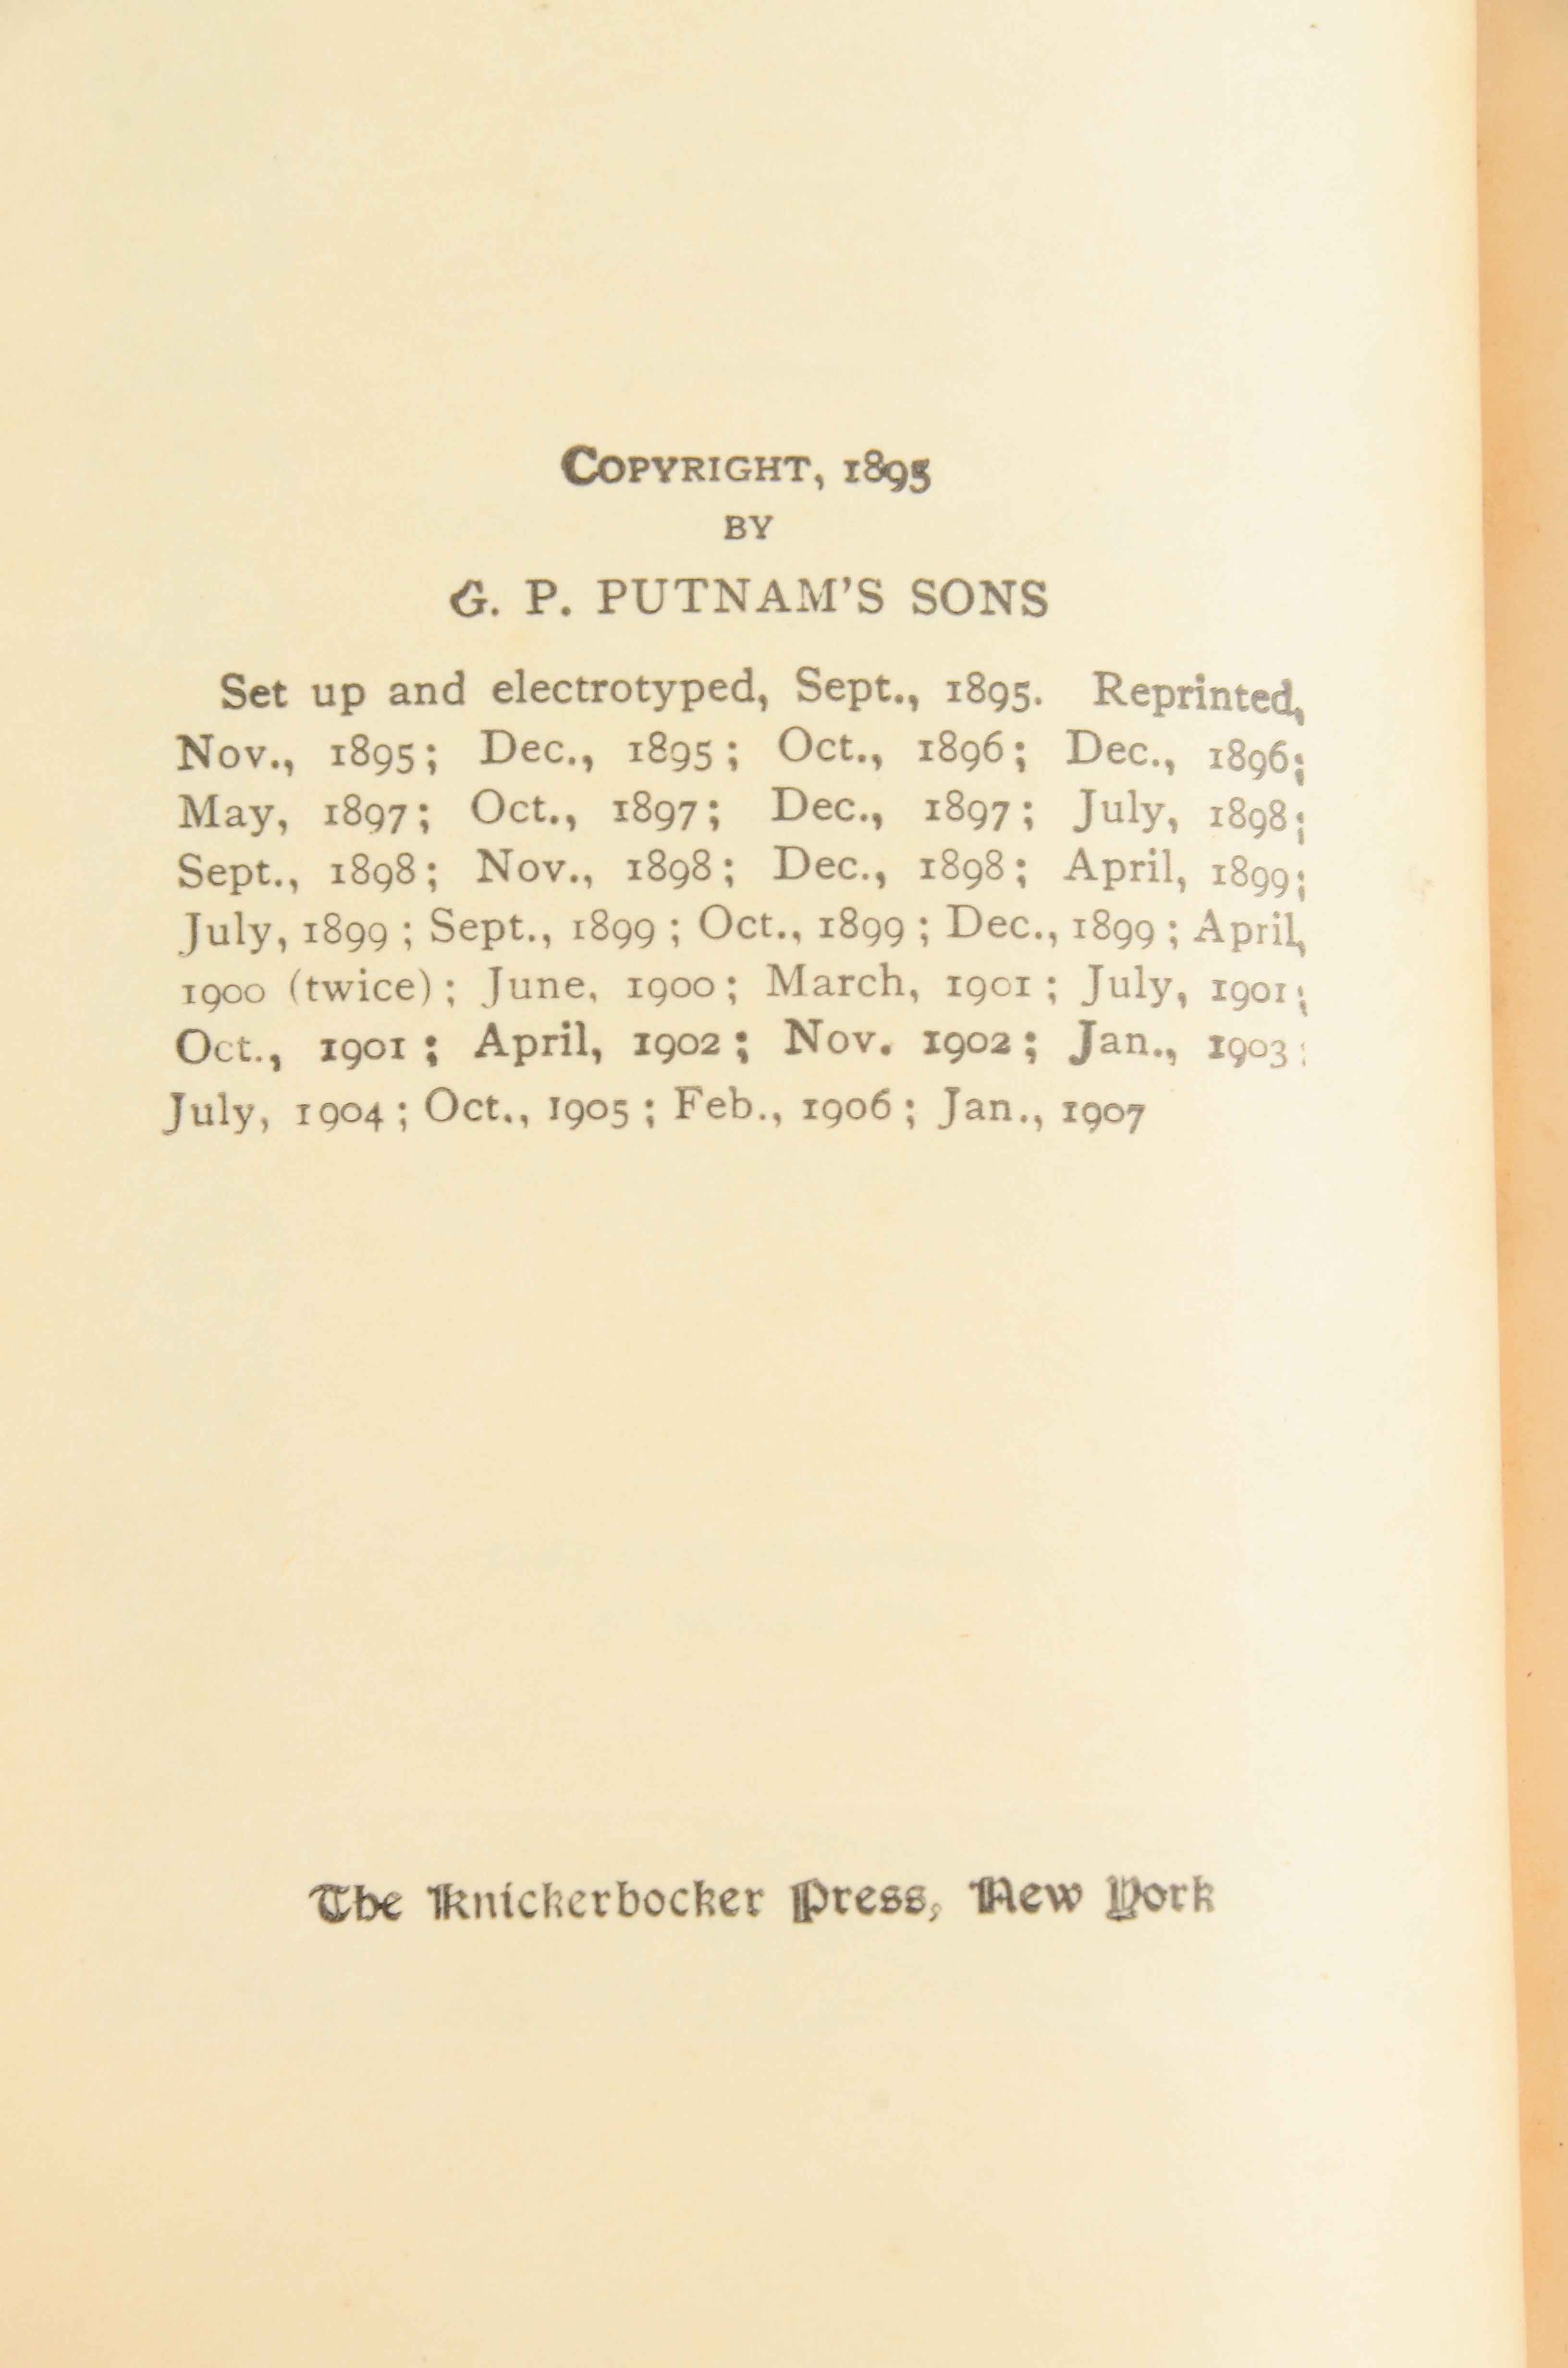 COPYRIGHT, 1895
BY
G. P. PUTNAM'S SONS
Set up and electrotyped, Sept., 1895. Reprinted,
Nov., 1895; Dec., 1895; Oct., 1896; Dec., 1896;
May, 1897; Oct., 1897; Dec., 1897; July, 1898;
Sept., 1898; Nov., 1898; Dec., 1898; April, 1899;
July, 1899; Sept., 1899; Oct., 1899; Dec., 1899; April,
1900 (twice); June, 1900; March, 1901; July, 1901;
Oct., 1901; April, 1902; Nov. 1902; Jan., 1903;
July, 1904; Oct., 1905; Feb., 1906; Jan., 1907
The Knickerbocker Press, New York